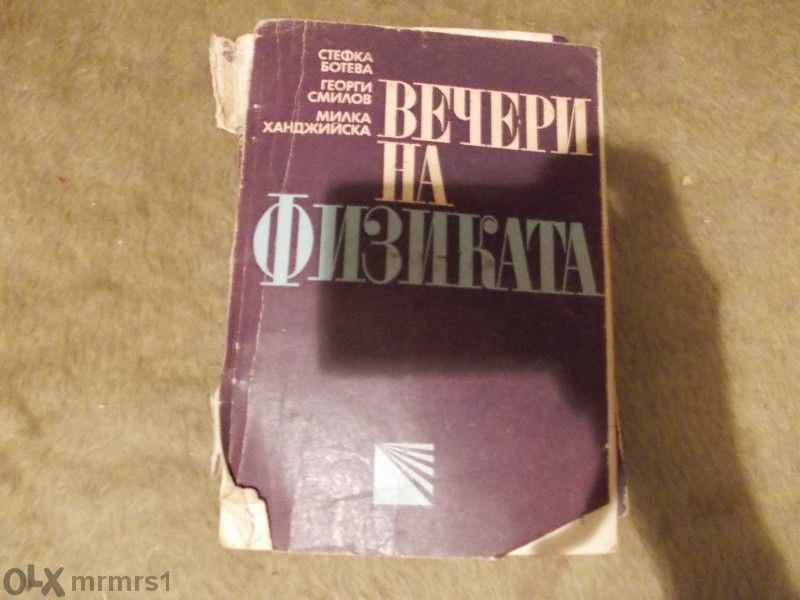 СТЕФКА
БОТЕВА
ГЕОРГИ
СМИЛОВ
МИЛКА
ХАНДЖИЙСКА
ВЕЧЕРИ
НА
ФИЗИКАТА
OLX mrmrs1